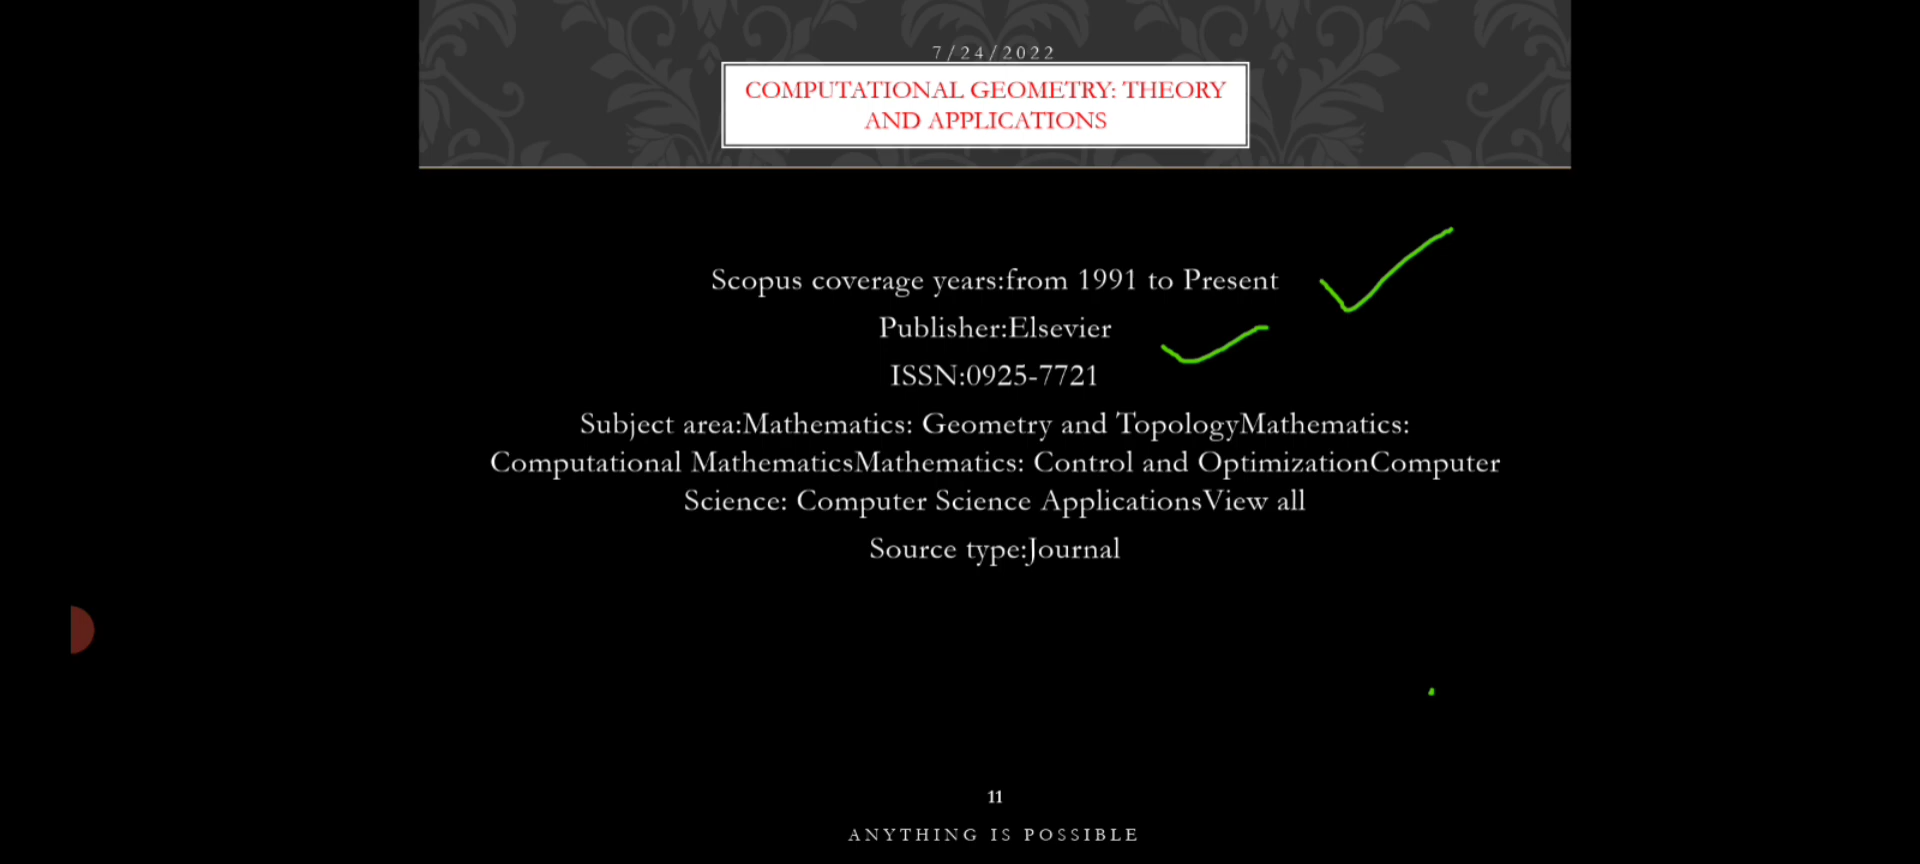 7/24/2022
COMPUTATIONAL GEOMETRY: THEORY
AND APPLICATIONS
Scopus coverage years:from 1991 to Present
Publisher:Elsevier
ISSN:0925-7721
Subject area:Mathematics: Geometry and TopologyMathematics:
Computational MathematicsMathematics: Control and OptimizationComputer
Science: Computer Science ApplicationsView all
Source type:Journal
11
ANYTHING IS POSSIBLE